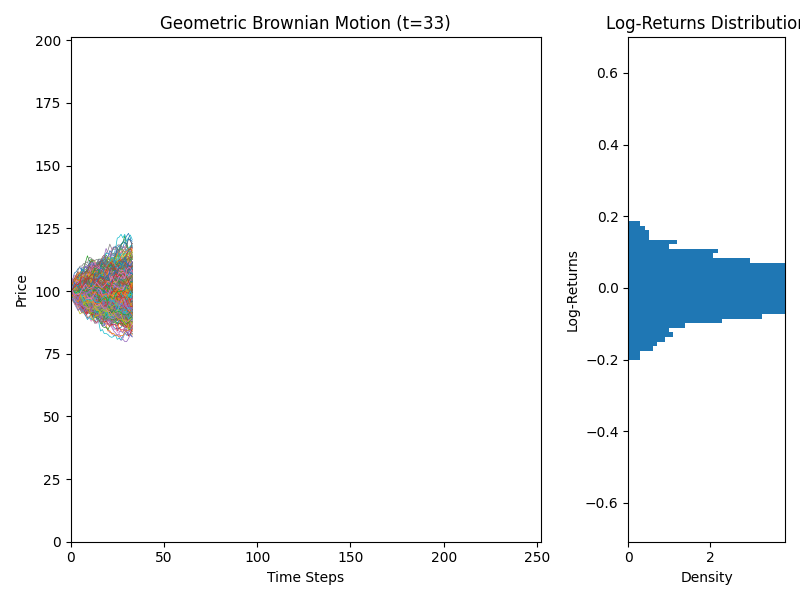 Geometric Brownian Motion (t=33)
Price
200
175
150
125
100
75
50
25
0
0 50 100 150 200 250
Time Steps
Log-Returns Distribution
Log-Returns
0.6
0.4
0.2
0.0
−0.2
−0.4
−0.6
0 2
Density